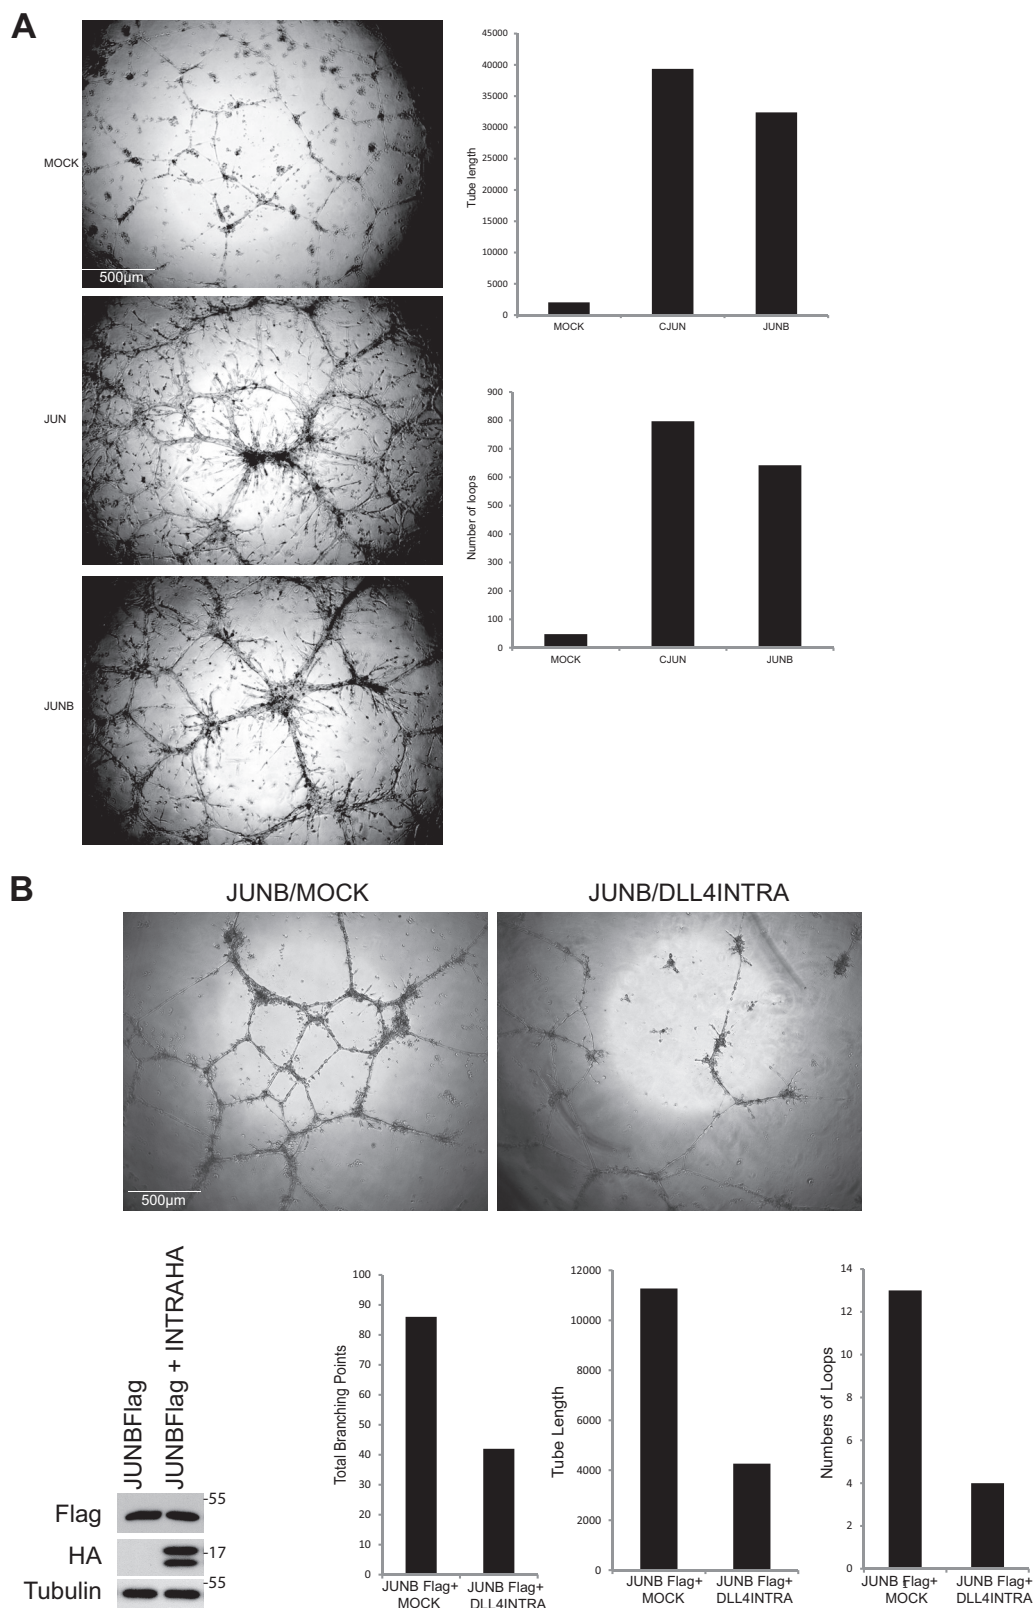 A
MOCK
500µm
JUN
JUNB
45000
40000
35000
30000
25000
20000
15000
10000
5000
0
Tube length
MOCK CJUN JUNB
900
800
700
600
500
400
300
200
100
0
Number of loops
MOCK CJUN JUNB
B
JUNB/MOCK JUNB/DLL4INTRA
500µm
JUNBFlag
JUNBFlag + INTRAHA
Flag -55
HA -17
Tubulin -55
100
90
80
70
60
50
40
30
20
10
0
Total Branching Points
JUNB Flag+ JUNB Flag+
MOCK DLL4INTRA
12000
10000
8000
6000
4000
2000
0
Tube Length
JUNB Flag+ JUNB Flag+
MOCK DLL4INTRA
14
12
10
8
6
4
2
0
Numbers of Loops
JUNB Flag+ JUNB Flag+
MOCK DLL4INTRA